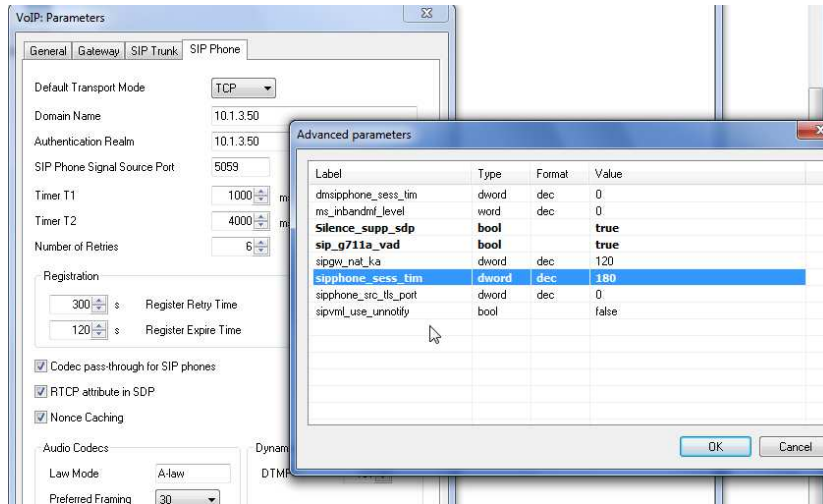 VoIP: Parameters
General Gateway SIP Trunk SIP Phone
Default Transport Mode TCP
Domain Name 10.1.3.50
Authentication Realm 10.1.3.50
SIP Phone Signal Source Port 5059
Timer T1 1000
Timer T2 4000
Number of Retries 6
Registration
300 s Register Retry Time
120 s Register Expire Time
Codec pass-through for SIP phones
RTCP attribute in SDP
Nonce Caching
Audio Codecs
Law Mode A-law
Preferred Framing 30
Advanced parameters
Label Type Format Value
dmsipphone_sess_tim dword dec 0
ms_inbandmf_level word dec 0
Silence_supp_sdp bool true
sip_g711a_vad bool true
sipgw_nat_ka dword dec 120
sipphone_sess_tim dword dec 180
sipphone_src_tls_port dword dec 0
sipvml_use_unnotify bool false
OK Cancel